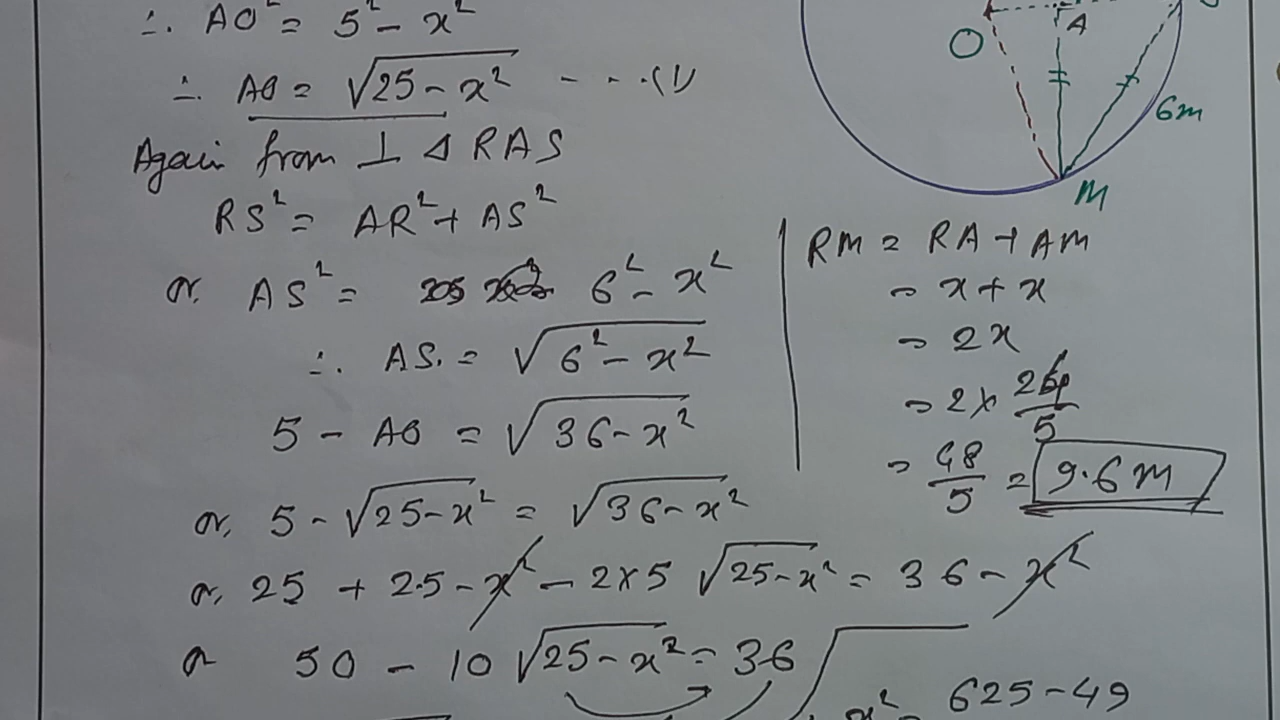 ∴ AO² = 5² - x²
∴ AO = √25 - x² - - - ·(1)
Again from ⊥ Δ RAS
RS² = AR² + AS²
or, AS² = 6² - x²
∴ AS = √6² - x²
5 - AO = √36 - x²
or, 5 - √25 - x² = √36 - x²
or, 25 + 25 - x² - 2×5 √25 - x² = 36 - x²
or 50 - 10 √25 - x² = 36
O
A
6m
M
RM = RA + AM
= x + x
= 2x
= 2 × 24/5
= 48/5 = 9.6 m
x² = 625 - 49